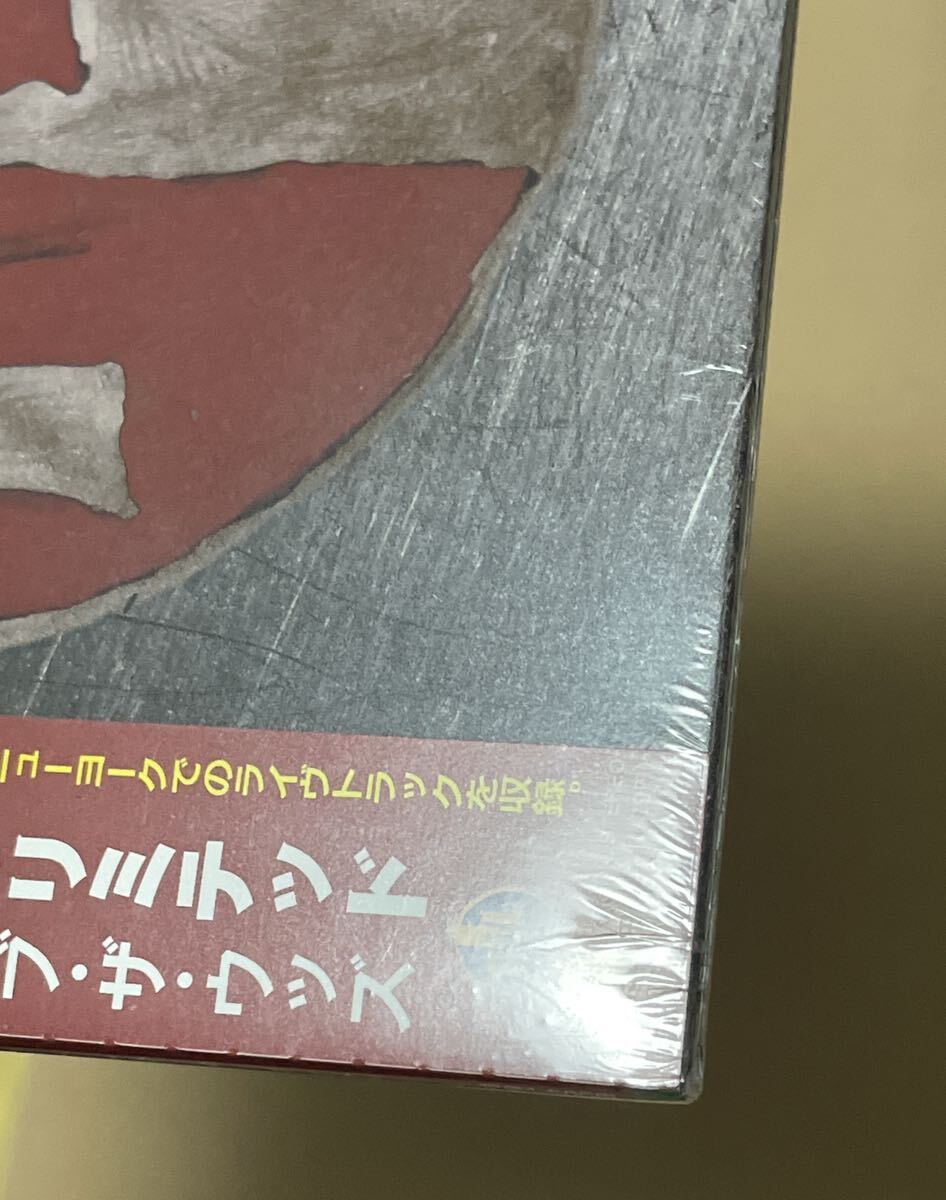 ニューヨークでのライヴトラックを収録。
リミテッド
ブ・ザ・ウッズ